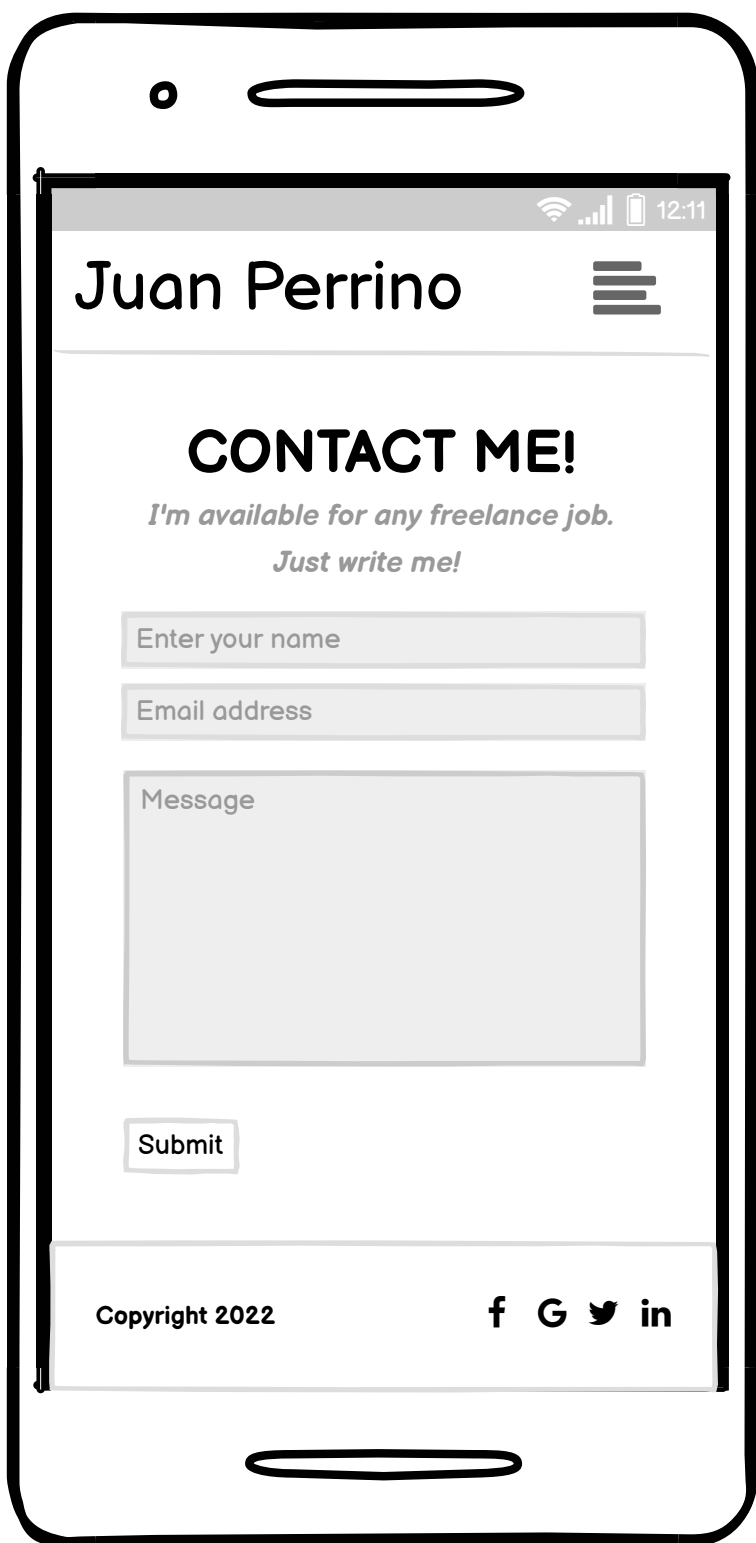 12:11
Juan Perrino
CONTACT ME!
I'm available for any freelance job.
Just write me!
Enter your name
Email address
Message
Submit
Copyright 2022 f G in